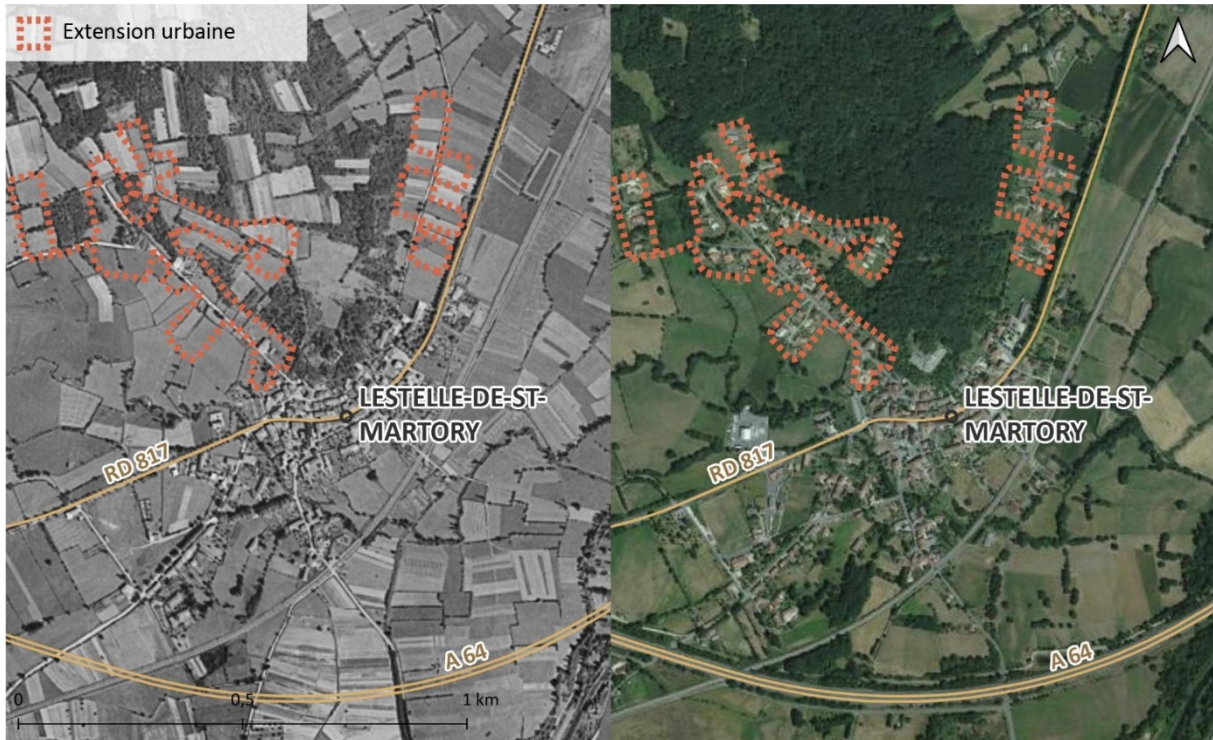 Extension urbaine
LESTELLE-DE-ST-
MARTORY
RD 817
A 64
0
0,5
1 km
LESTELLE-DE-ST-
MARTORY
RD 817
A 64